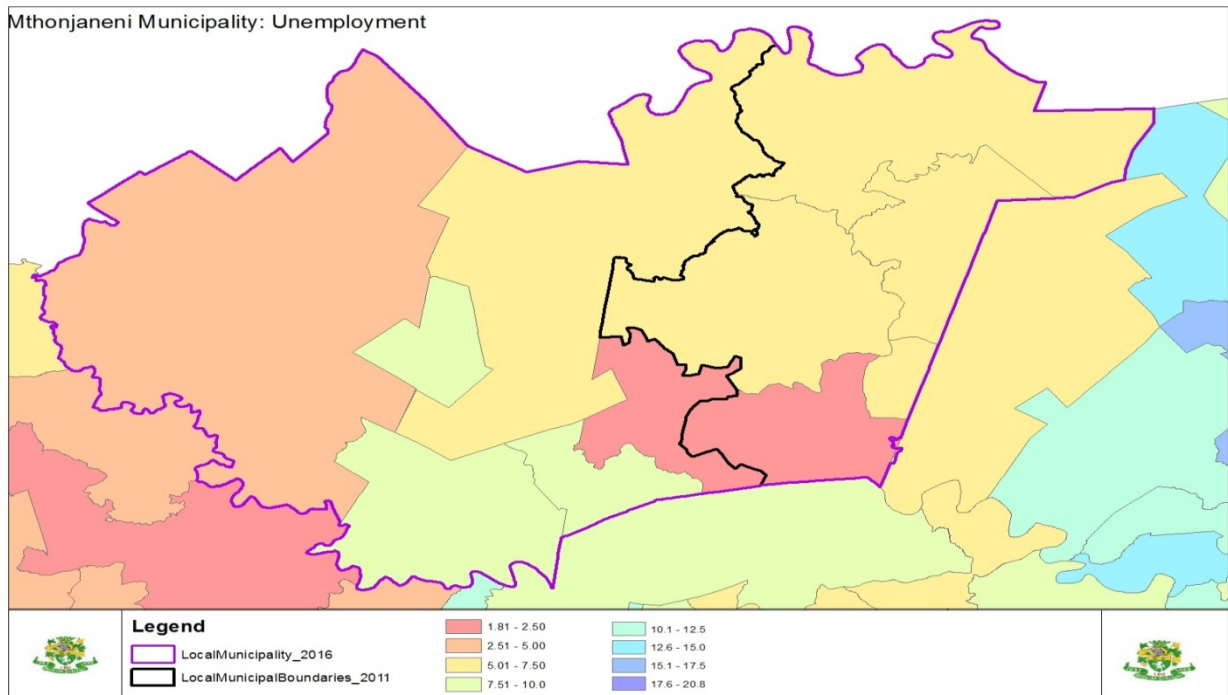 Mthonjaneni Municipality: Unemployment
Legend
LocalMunicipality_2016
LocalMunicipalBoundaries_2011
1.81 - 2.50
2.51 - 5.00
5.01 - 7.50
7.51 - 10.0
10.1 - 12.5
12.6 - 15.0
15.1 - 17.5
17.6 - 20.8